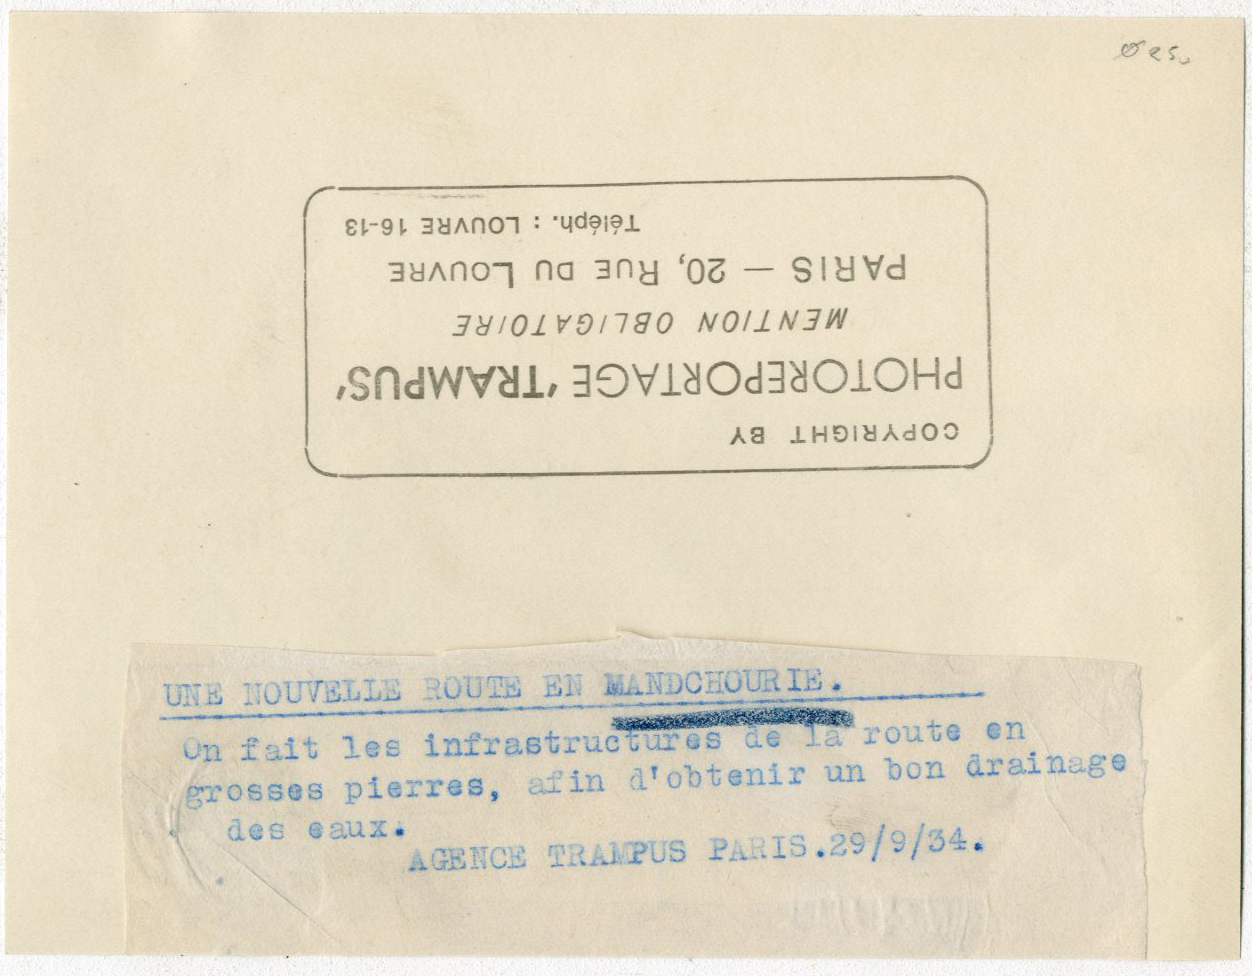 COPYRIGHT BY
PHOTOREPORTAGE 'TRAMPUS'
MENTION OBLIGATOIRE
PARIS — 20, RUE DU LOUVRE
Téléph. : LOUVRE 16-13
UNE NOUVELLE ROUTE EN MANDCHOURIE.
On fait les infrastructures de la route en
grosses pierres, afin d'obtenir un bon drainage
des eaux.
AGENCE TRAMPUS PARIS.29/9/34.